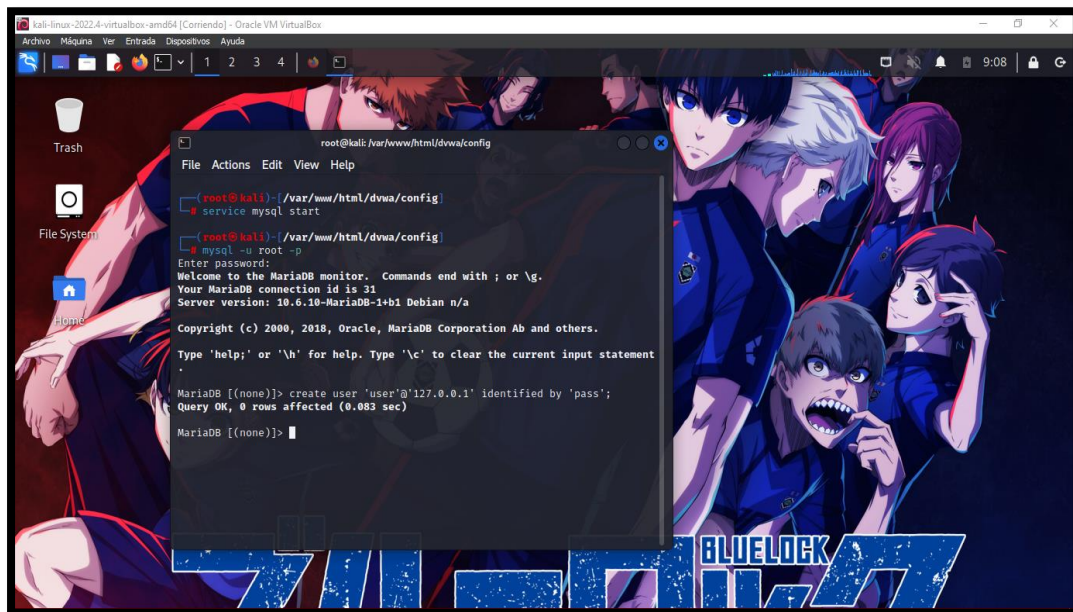 kali-linux-2022.4-virtualbox-amd64 [Corriendo] - Oracle VM VirtualBox
Archivo Máquina Ver Entrada Dispositivos Ayuda
1 2 3 4
9:08
Trash
File System
Home
root@kali: /var/www/html/dvwa/config
File Actions Edit View Help
┌──(root㉿kali)-[/var/www/html/dvwa/config]
└─# service mysql start
┌──(root㉿kali)-[/var/www/html/dvwa/config]
└─# mysql -u root -p
Enter password:
Welcome to the MariaDB monitor.  Commands end with ; or \g.
Your MariaDB connection id is 31
Server version: 10.6.10-MariaDB-1+b1 Debian n/a
Copyright (c) 2000, 2018, Oracle, MariaDB Corporation Ab and others.
Type 'help;' or '\h' for help. Type '\c' to clear the current input statement
.
MariaDB [(none)]> create user 'user'@'127.0.0.1' identified by 'pass';
Query OK, 0 rows affected (0.083 sec)
MariaDB [(none)]>
BLUELOCK
ブルーロック